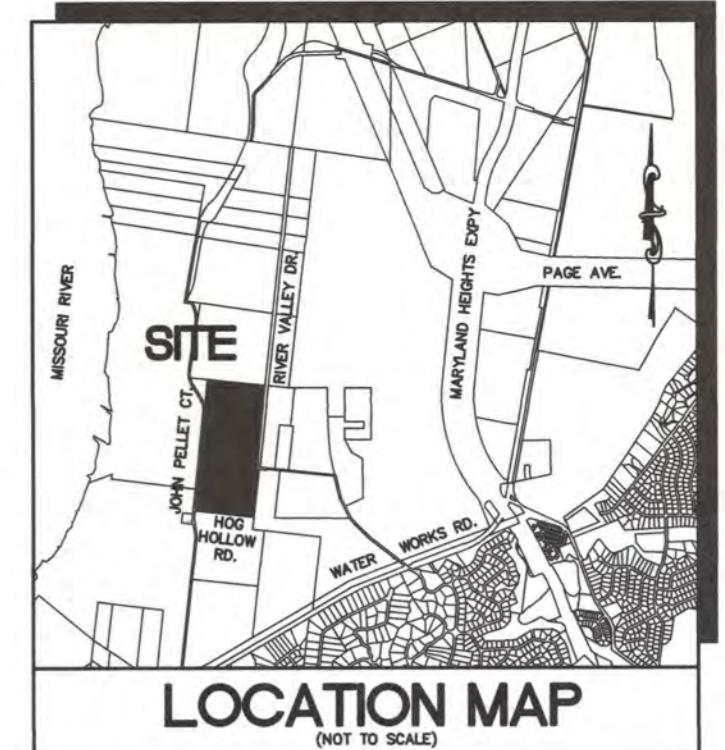 MISSOURI RIVER
SITE
JOHN PELLET CT.
RIVER VALLEY DR.
MARYLAND HEIGHTS EXPY
PAGE AVE.
HOG
HOLLOW
RD.
WATER WORKS RD.
LOCATION MAP
(NOT TO SCALE)